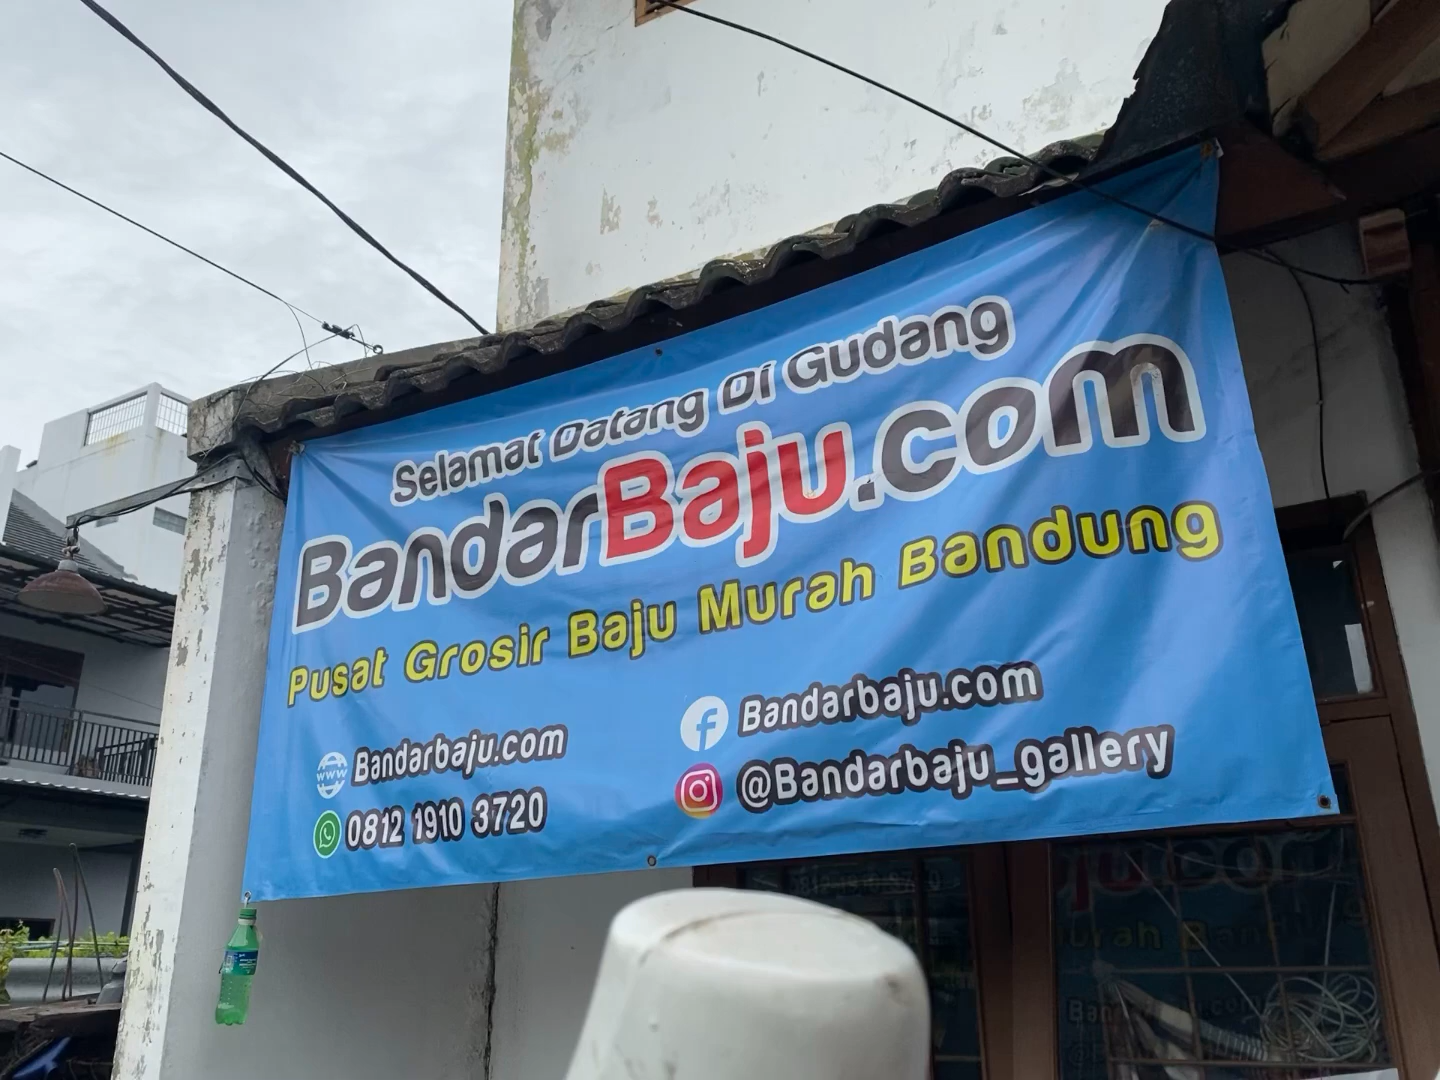 Selamat Datang Di Gudang
BandarBaju.com
Pusat Grosir Baju Murah Bandung
www Bandarbaju.com
0812 1910 3720
Bandarbaju.com
@Bandarbaju_gallery